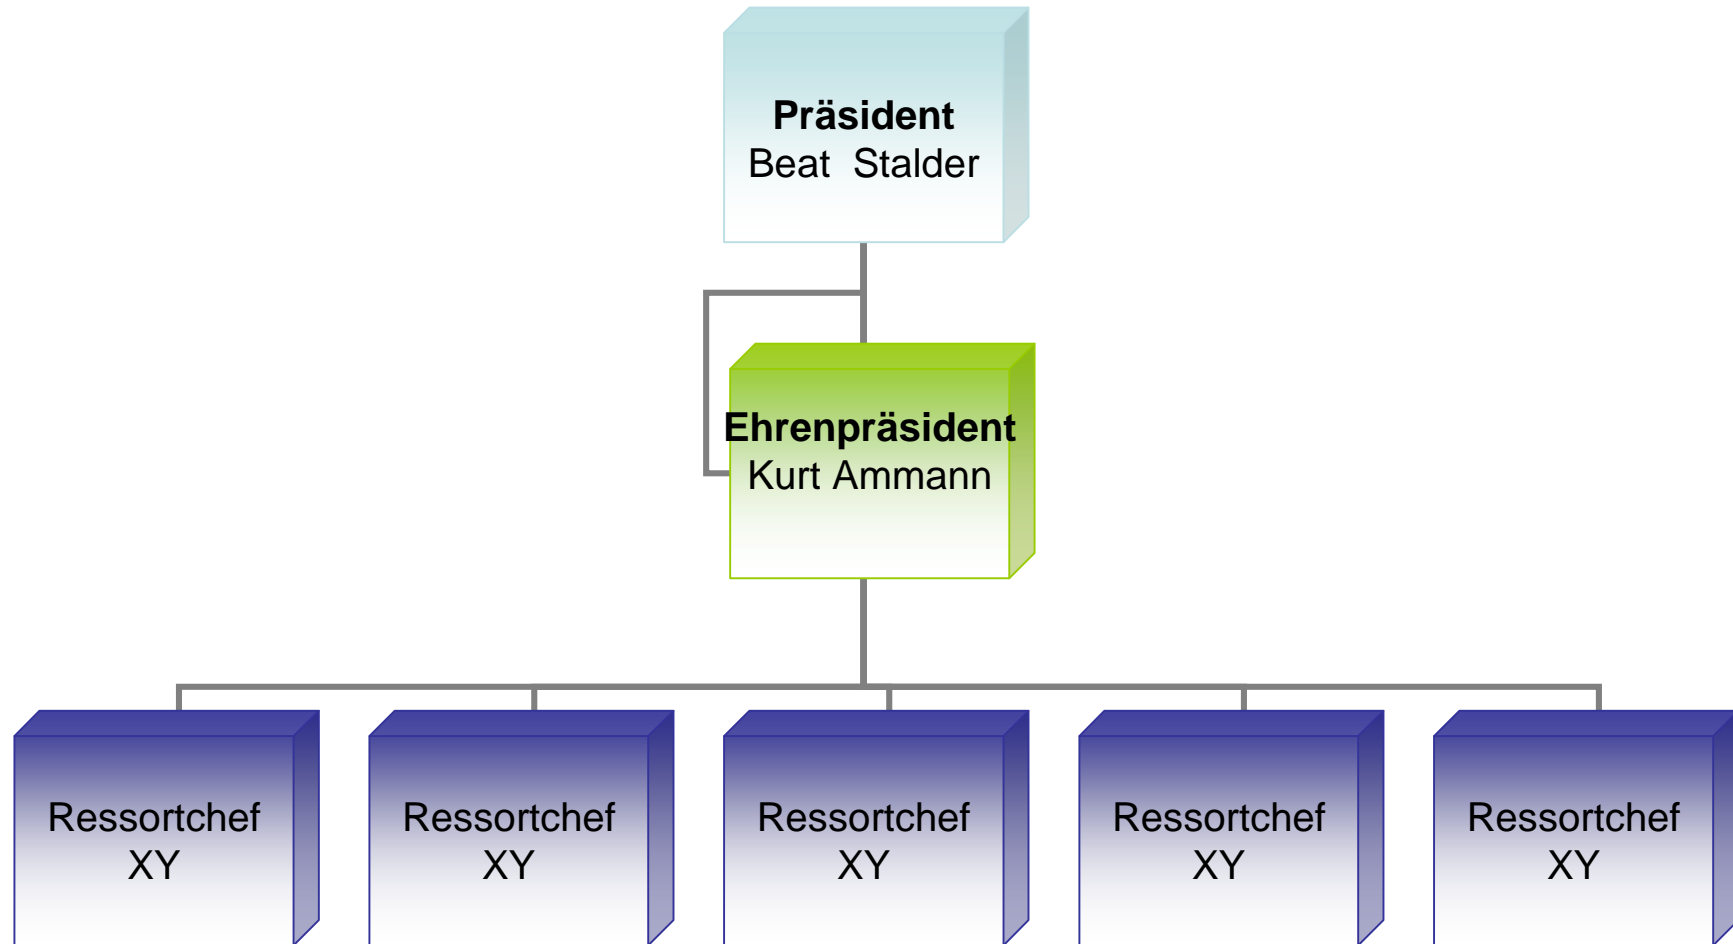 Präsident
Beat  Stalder
Ehrenpräsident
Kurt Ammann
Ressortchef
XY
Ressortchef
XY
Ressortchef
XY
Ressortchef
XY
Ressortchef
XY